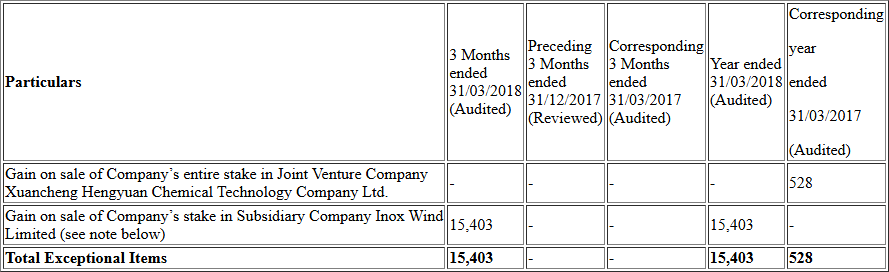 Particulars
3 Months
ended
31/03/2018
(Audited)
Preceding
3 Months
ended
31/12/2017
(Reviewed)
Corresponding
3 Months
ended
31/03/2017
(Audited)
Year ended
31/03/2018
(Audited)
Corresponding
year
ended
31/03/2017
(Audited)
Gain on sale of Company’s entire stake in Joint Venture Company
Xuancheng Hengyuan Chemical Technology Company Ltd.
- - - - 528
Gain on sale of Company’s stake in Subsidiary Company Inox Wind
Limited (see note below)
15,403 - - 15,403 -
Total Exceptional Items 15,403 - - 15,403 528